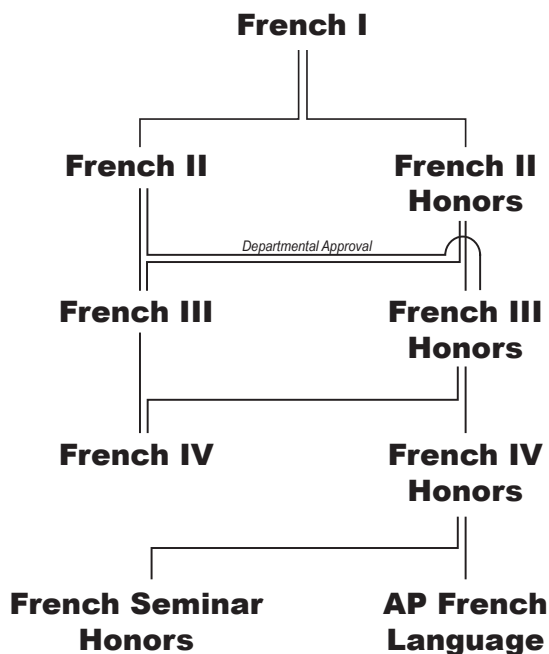 French I
French II
French II
Honors
Departmental Approval
French III
French III
Honors
French IV
French IV
Honors
French Seminar
Honors
AP French
Language